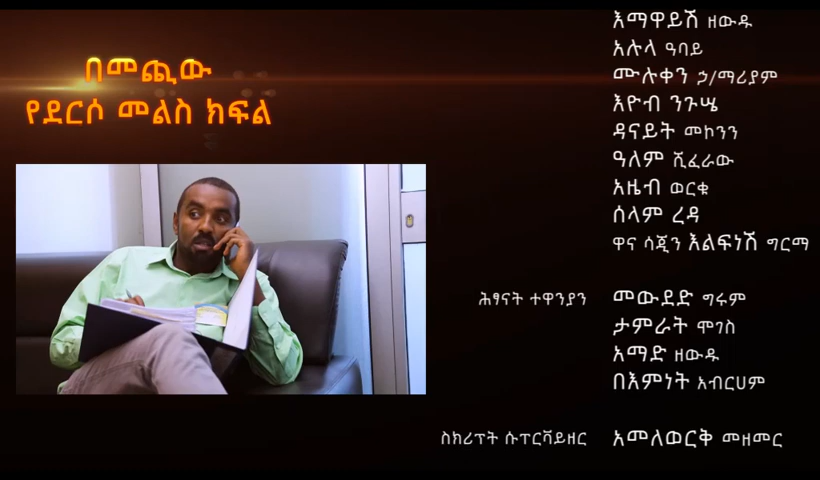 በመጪው
የደርሶ መልስ ክፍል
እማዋይሽ ዘውዱ
አሉላ ዓባይ
ሙሉቀን ኃ/ማሪያም
እዮብ ንጉሤ
ዳናይት መኮንን
ዓለም ሺፈራው
አዜብ ወርቁ
ሰላም ረዳ
ዋና ሳጂን እልፍነሽ ግርማ
ሕፃናት ተዋንያን መውደድ ግሩም
ታምራት ሞገስ
አማድ ዘውዱ
በእምነት አብርሀም
ስክሪፕት ሱፐርቫይዘር አመለወርቅ መዘመር